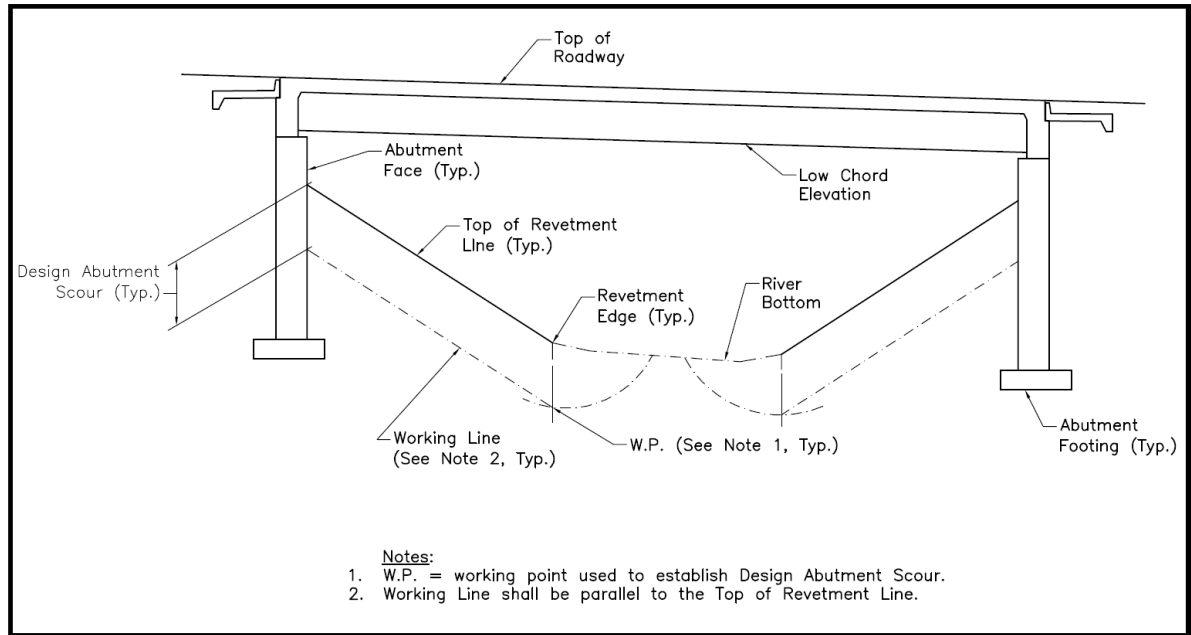 Top of
Roadway
Abutment
Face (Typ.)
Low Chord
Elevation
Top of Revetment
LIne (Typ.)
Design Abutment
Scour (Typ.)
Revetment
Edge (Typ.)
River
Bottom
Working Line
(See Note 2, Typ.)
W.P. (See Note 1, Typ.)
Abutment
Footing (Typ.)
Notes:
1. W.P. = working point used to establish Design Abutment Scour.
2. Working Line shall be parallel to the Top of Revetment Line.